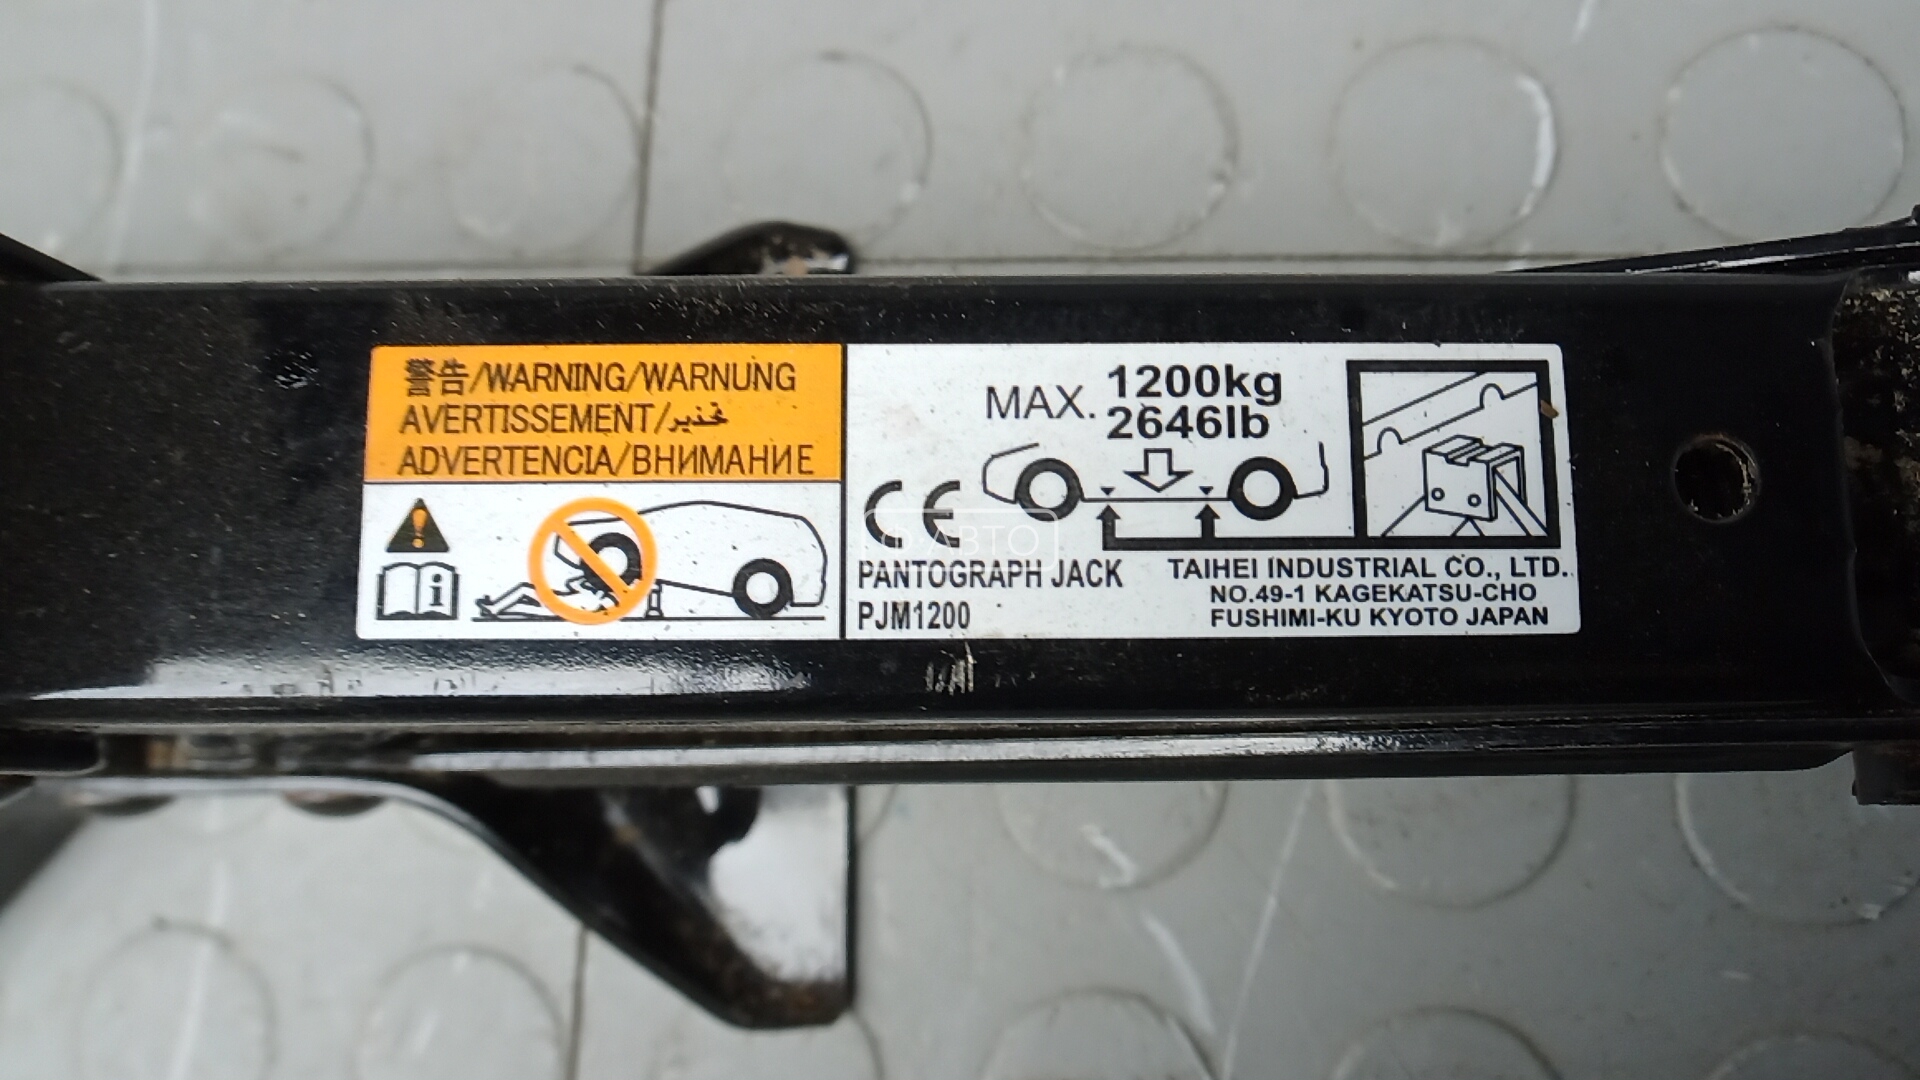 警告/WARNING/WARNUNG
AVERTISSEMENT/تحذير
ADVERTENCIA/ВНИМАНИЕ
MAX. 1200kg
2646lb
CE
АВТО
PANTOGRAPH JACK
PJM1200
TAIHEI INDUSTRIAL CO., LTD.
NO.49-1 KAGEKATSU-CHO
FUSHIMI-KU KYOTO JAPAN